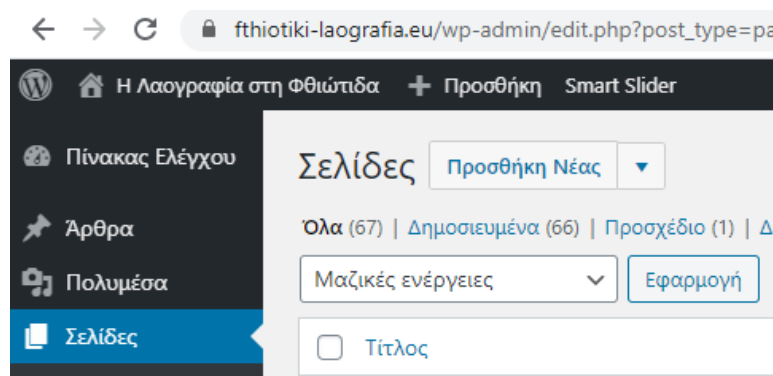 fthiotiki-laografia.eu/wp-admin/edit.php?post_type=pa
Η Λαογραφία στη Φθιώτιδα Προσθήκη Smart Slider
Πίνακας Ελέγχου
Σελίδες Προσθήκη Νέας
Άρθρα
Όλα (67) | Δημοσιευμένα (66) | Προσχέδιο (1) | Δ
Πολυμέσα
Μαζικές ενέργειες Εφαρμογή
Σελίδες
Τίτλος